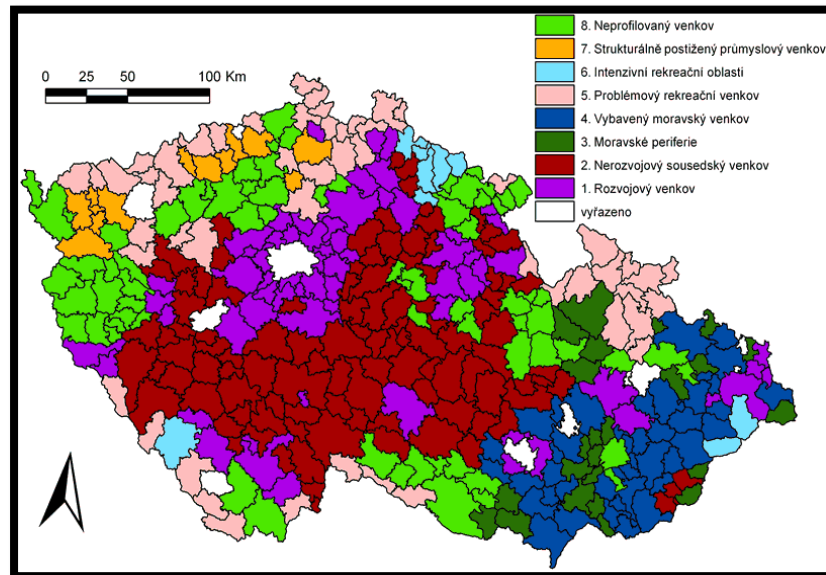 8. Neprofilovaný venkov
7. Strukturálně postižený průmyslový venkov
6. Intenzivní rekreační oblasti
5. Problémový rekreační venkov
4. Vybavený moravský venkov
3. Moravské periferie
2. Nerozvojový sousedský venkov
1. Rozvojový venkov
vyřazeno
0 25 50 100 Km